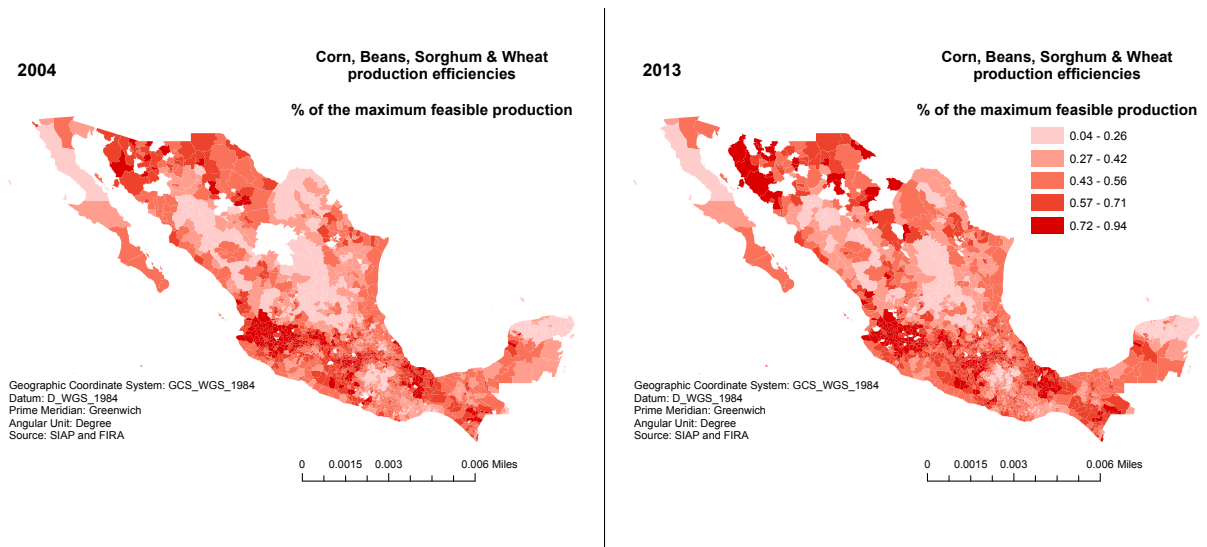 2004
Corn, Beans, Sorghum & Wheat
production efficiencies
% of the maximum feasible production
Geographic Coordinate System: GCS_WGS_1984
Datum: D_WGS_1984
Prime Meridian: Greenwich
Angular Unit: Degree
Source: SIAP and FIRA
0 0.0015 0.003 0.006 Miles
2013
Corn, Beans, Sorghum & Wheat
production efficiencies
% of the maximum feasible production
0.04 - 0.26
0.27 - 0.42
0.43 - 0.56
0.57 - 0.71
0.72 - 0.94
Geographic Coordinate System: GCS_WGS_1984
Datum: D_WGS_1984
Prime Meridian: Greenwich
Angular Unit: Degree
Source: SIAP and FIRA
0 0.0015 0.003 0.006 Miles